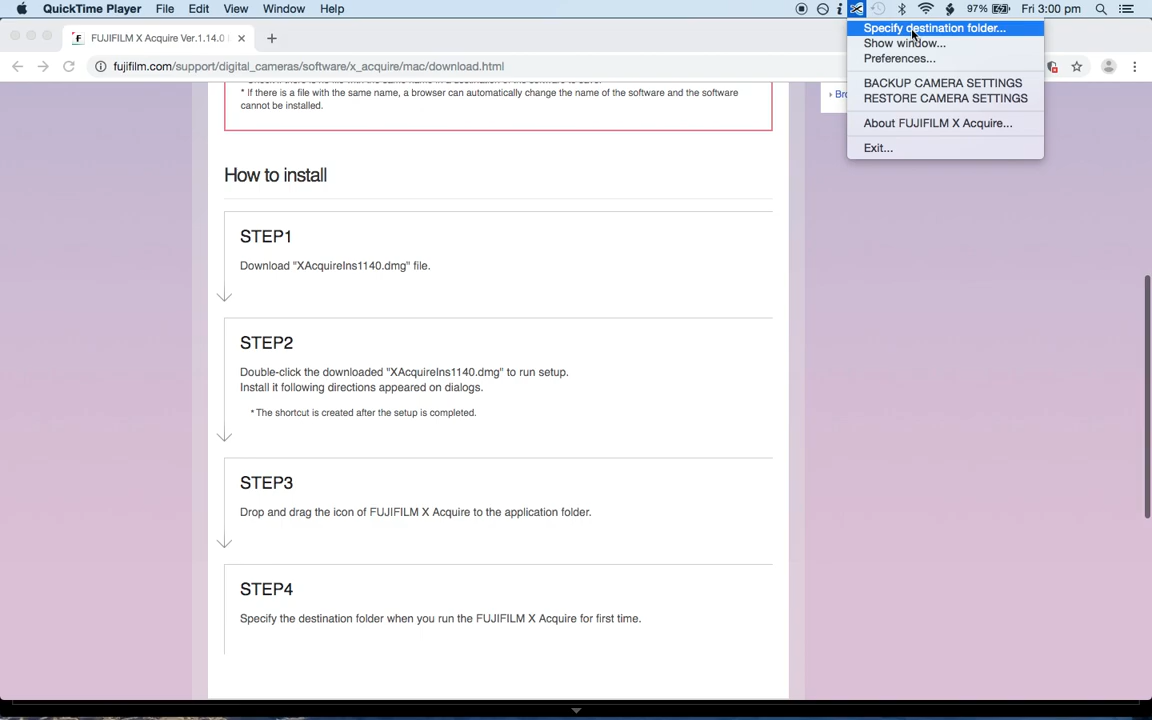 QuickTime Player File Edit View Window Help
97% Fri 3:00 pm
FUJIFILM X Acquire Ver.1.14.0
fujifilm.com/support/digital_cameras/software/x_acquire/mac/download.html
Specify destination folder...
Show window...
Preferences...
BACKUP CAMERA SETTINGS
RESTORE CAMERA SETTINGS
About FUJIFILM X Acquire...
Exit...
* If there is a file with the same name, a browser can automatically change the name of the software and the software
cannot be installed.
How to install
STEP1
Download "XAcquireIns1140.dmg" file.
STEP2
Double-click the downloaded "XAcquireIns1140.dmg" to run setup.
Install it following directions appeared on dialogs.
* The shortcut is created after the setup is completed.
STEP3
Drop and drag the icon of FUJIFILM X Acquire to the application folder.
STEP4
Specify the destination folder when you run the FUJIFILM X Acquire for first time.